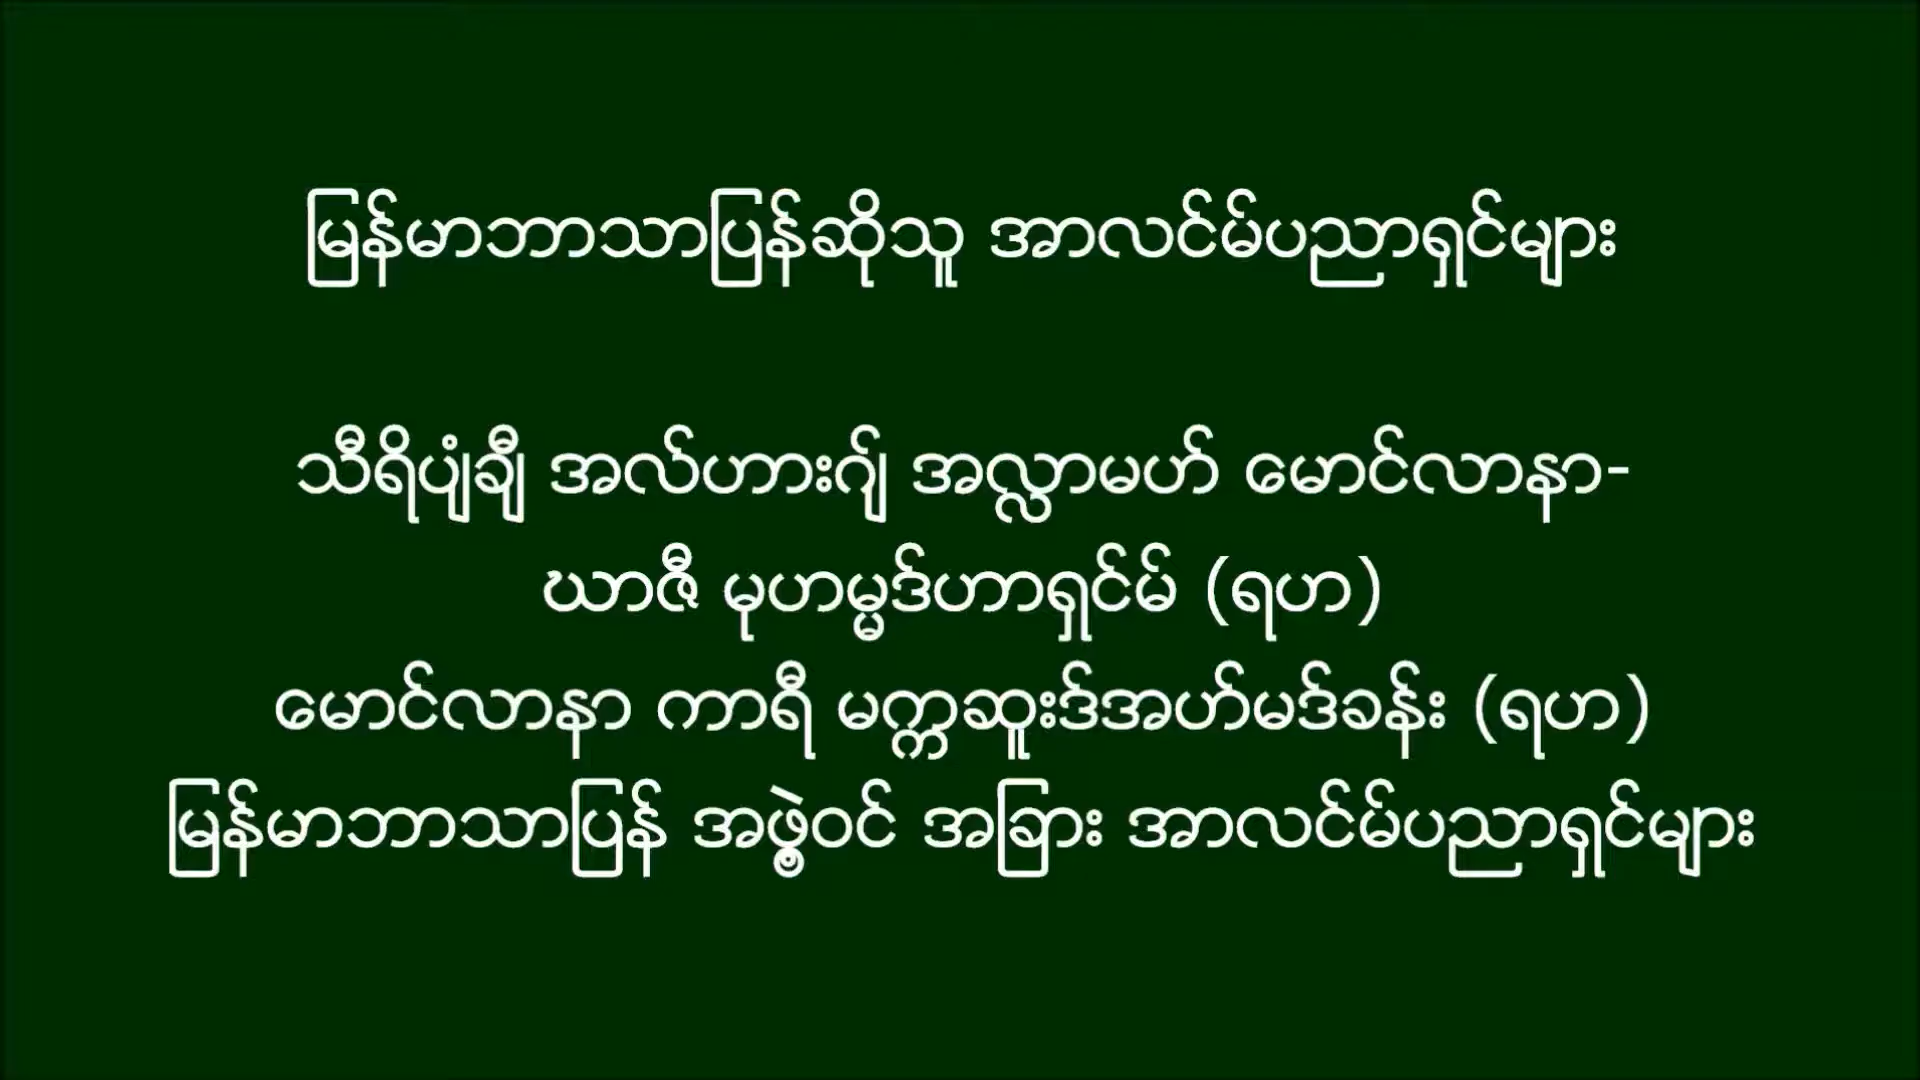 မြန်မာဘာသာပြန်ဆိုသူ အာလင်မ်ပညာရှင်များ
သီရိပျံချီ အလ်ဟားဂျ် အလ္လာမဟ် မောင်လာနာ-
ဃာဇီ မုဟမ္မဒ်ဟာရှင်မ် (ရဟ)
မောင်လာနာ ကာရီ မက္ကဆူးဒ်အဟ်မဒ်ခန်း (ရဟ)
မြန်မာဘာသာပြန် အဖွဲ့ဝင် အခြား အာလင်မ်ပညာရှင်များ